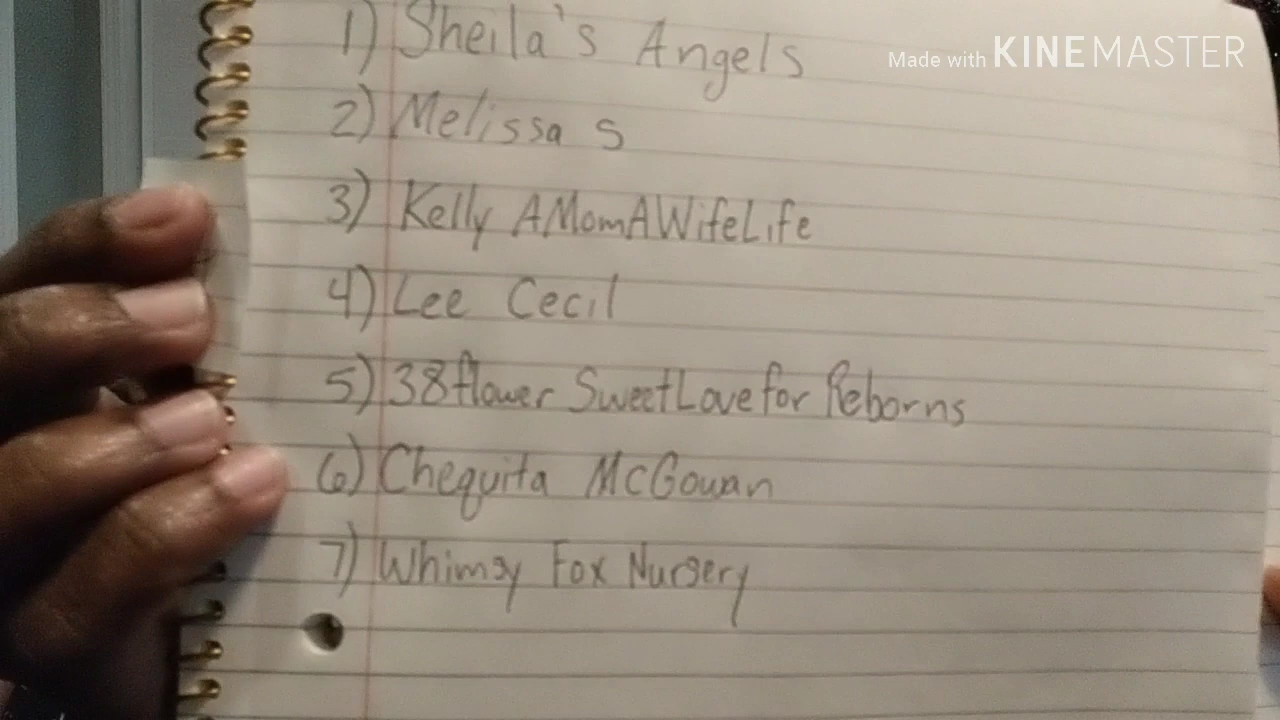 1) Sheila's Angels
Made with KINEMASTER
2) Melissa S
3) Kelly AMomAWifeLife
4) Lee Cecil
5) 38flower SweetLove for Reborns
6) Chequita McGowan
7) Whimsy Fox Nursery